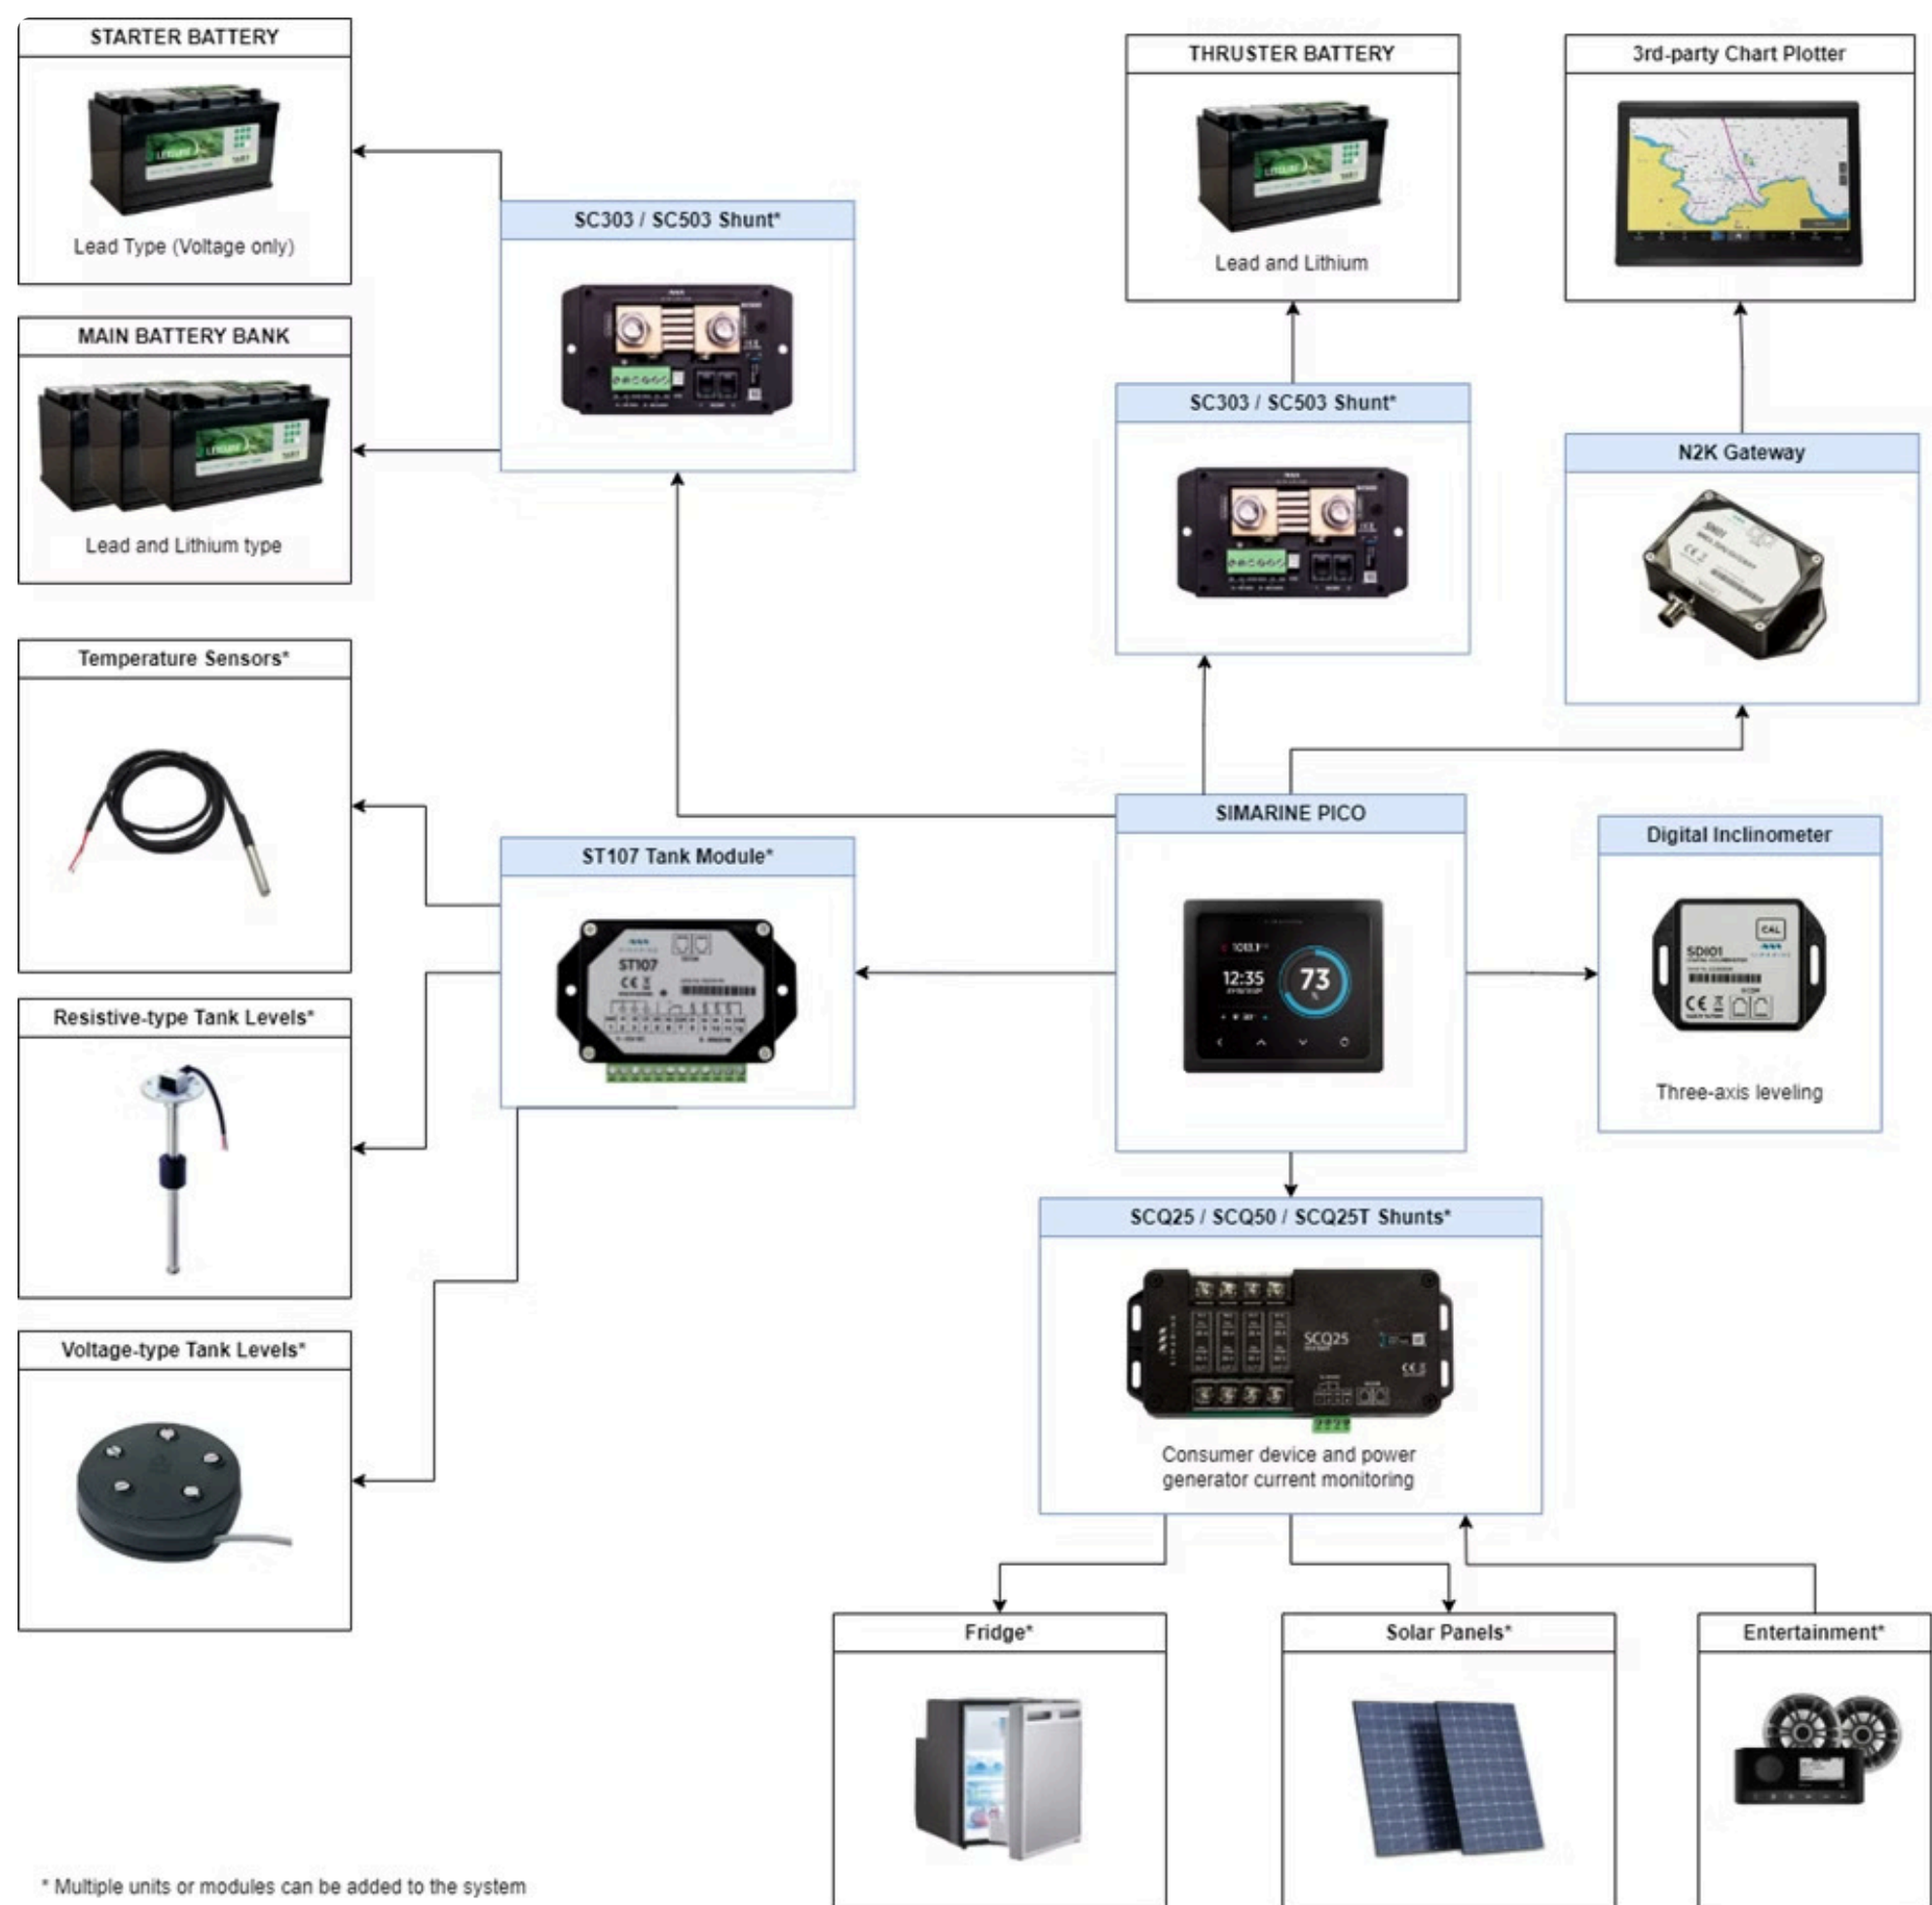 STARTER BATTERY
Lead Type (Voltage only)
MAIN BATTERY BANK
Lead and Lithium type
SC303 / SC503 Shunt*
THRUSTER BATTERY
Lead and Lithium
3rd-party Chart Plotter
SC303 / SC503 Shunt*
N2K Gateway
Temperature Sensors*
Resistive-type Tank Levels*
Voltage-type Tank Levels*
ST107 Tank Module*
ST107
SIMARINE PICO
12:35
73
%
Digital Inclinometer
CAL
SDI01
Three-axis leveling
SCQ25 / SCQ50 / SCQ25T Shunts*
SCQ25
Consumer device and power
generator current monitoring
Fridge*
Solar Panels*
Entertainment*
* Multiple units or modules can be added to the system